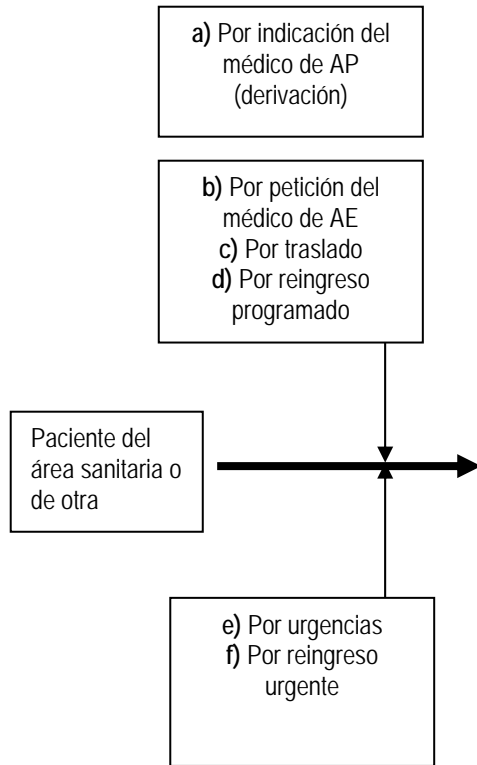 a) Por indicación del
médico de AP
(derivación)
b) Por petición del
médico de AE
c) Por traslado
d) Por reingreso
programado
Paciente del
área sanitaria o
de otra
e) Por urgencias
f) Por reingreso
urgente